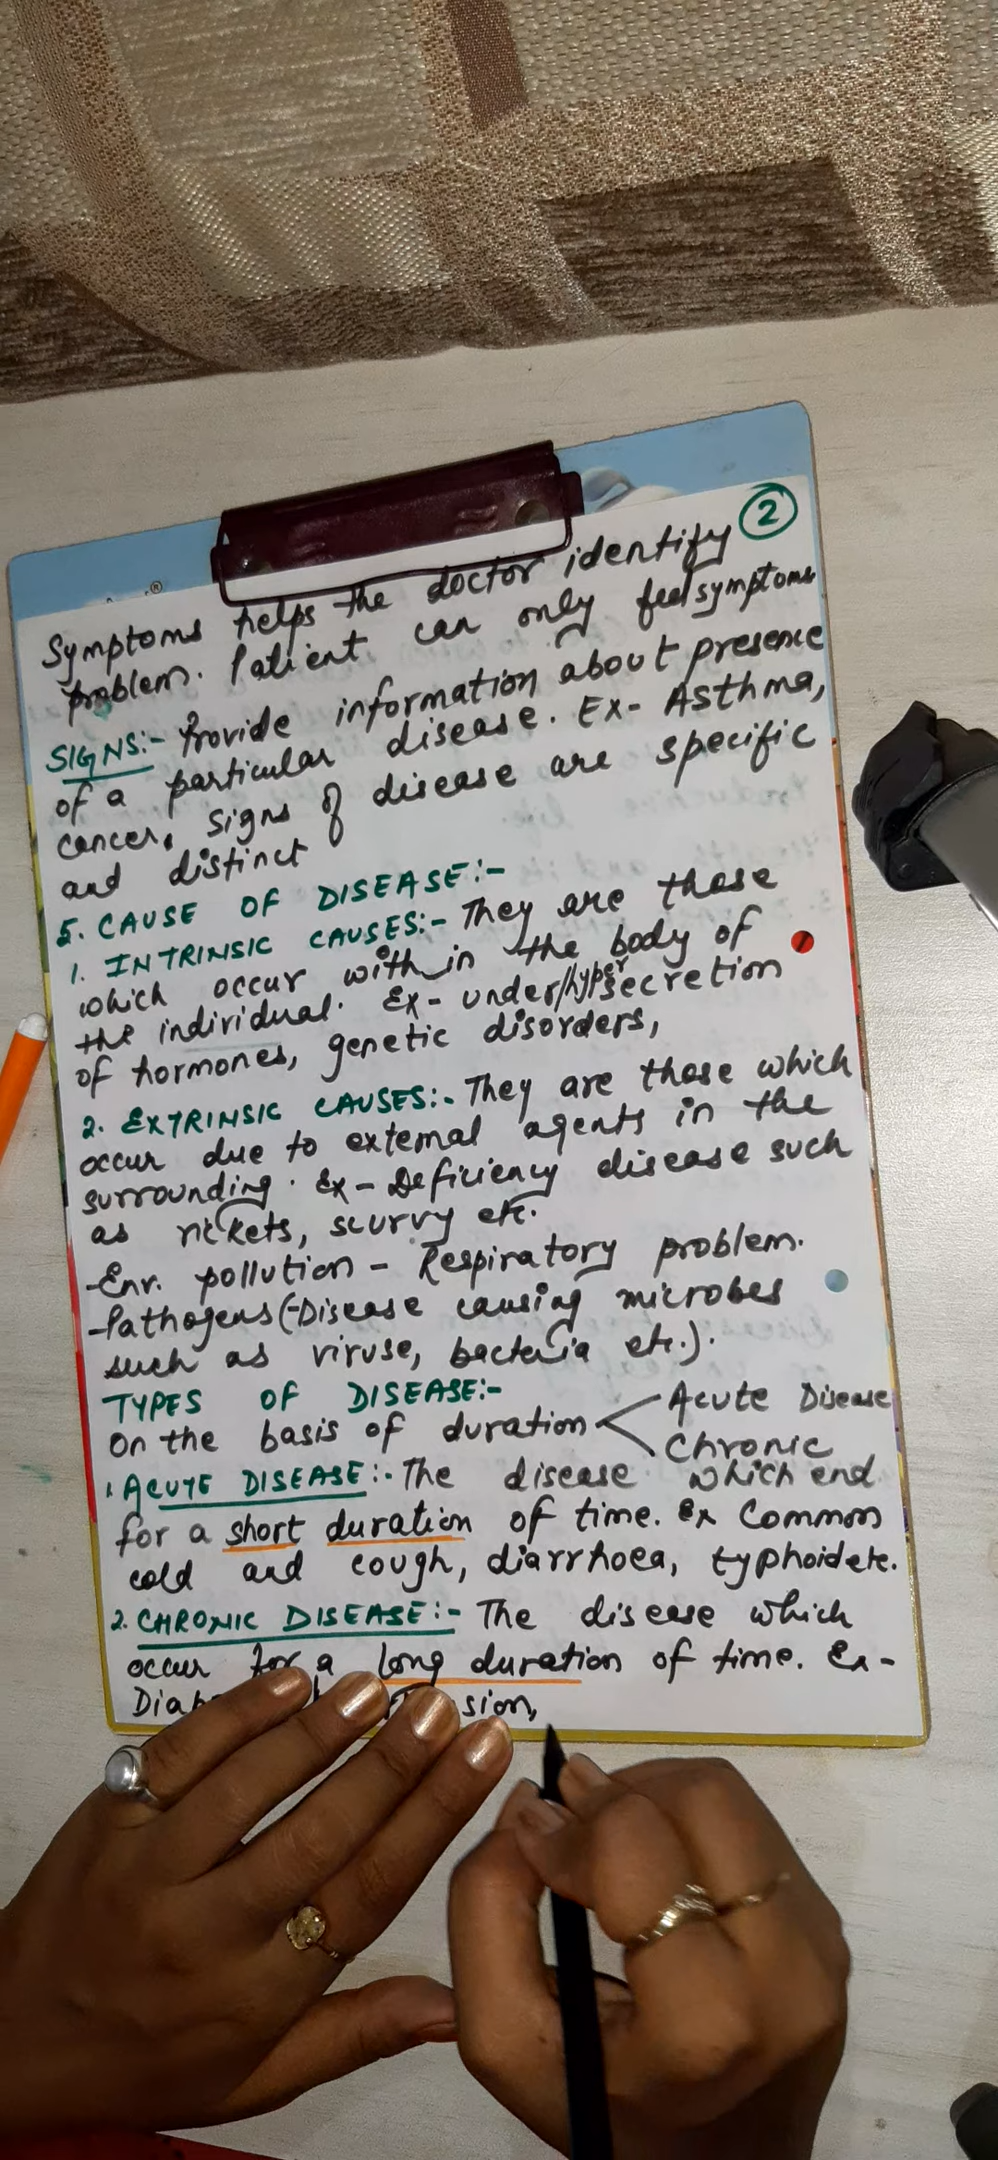 2
Symptoms helps the doctor identify
problem. Patient can only feel symptoms
SIGNS:- Provide information about presence
of a particular disease. Ex- Asthma,
cancer, signs of disease are specific
and distinct
5. CAUSE OF DISEASE:-
1. INTRINSIC CAUSES:- They are those
which occur with in the body of
the individual. Ex- under/hyper secretion
of hormones, genetic disorders,
2. EXTRINSIC CAUSES:- They are those which
occur due to external agents in the
surrounding. Ex- Deficiency disease such
as rickets, scurvy etc.
-Env. pollution - Respiratory problem.
-Pathogens (-Disease causing microbes
such as viruse, bacteria etc.).
TYPES OF DISEASE:-
On the basis of duration < Acute Disease
Chronic
1. ACUTE DISEASE:- The disease which end
for a short duration of time. Ex Common
cold and cough, diarrhoea, typhoid etc.
2. CHRONIC DISEASE:- The disease which
occur for a long duration of time. Ex-